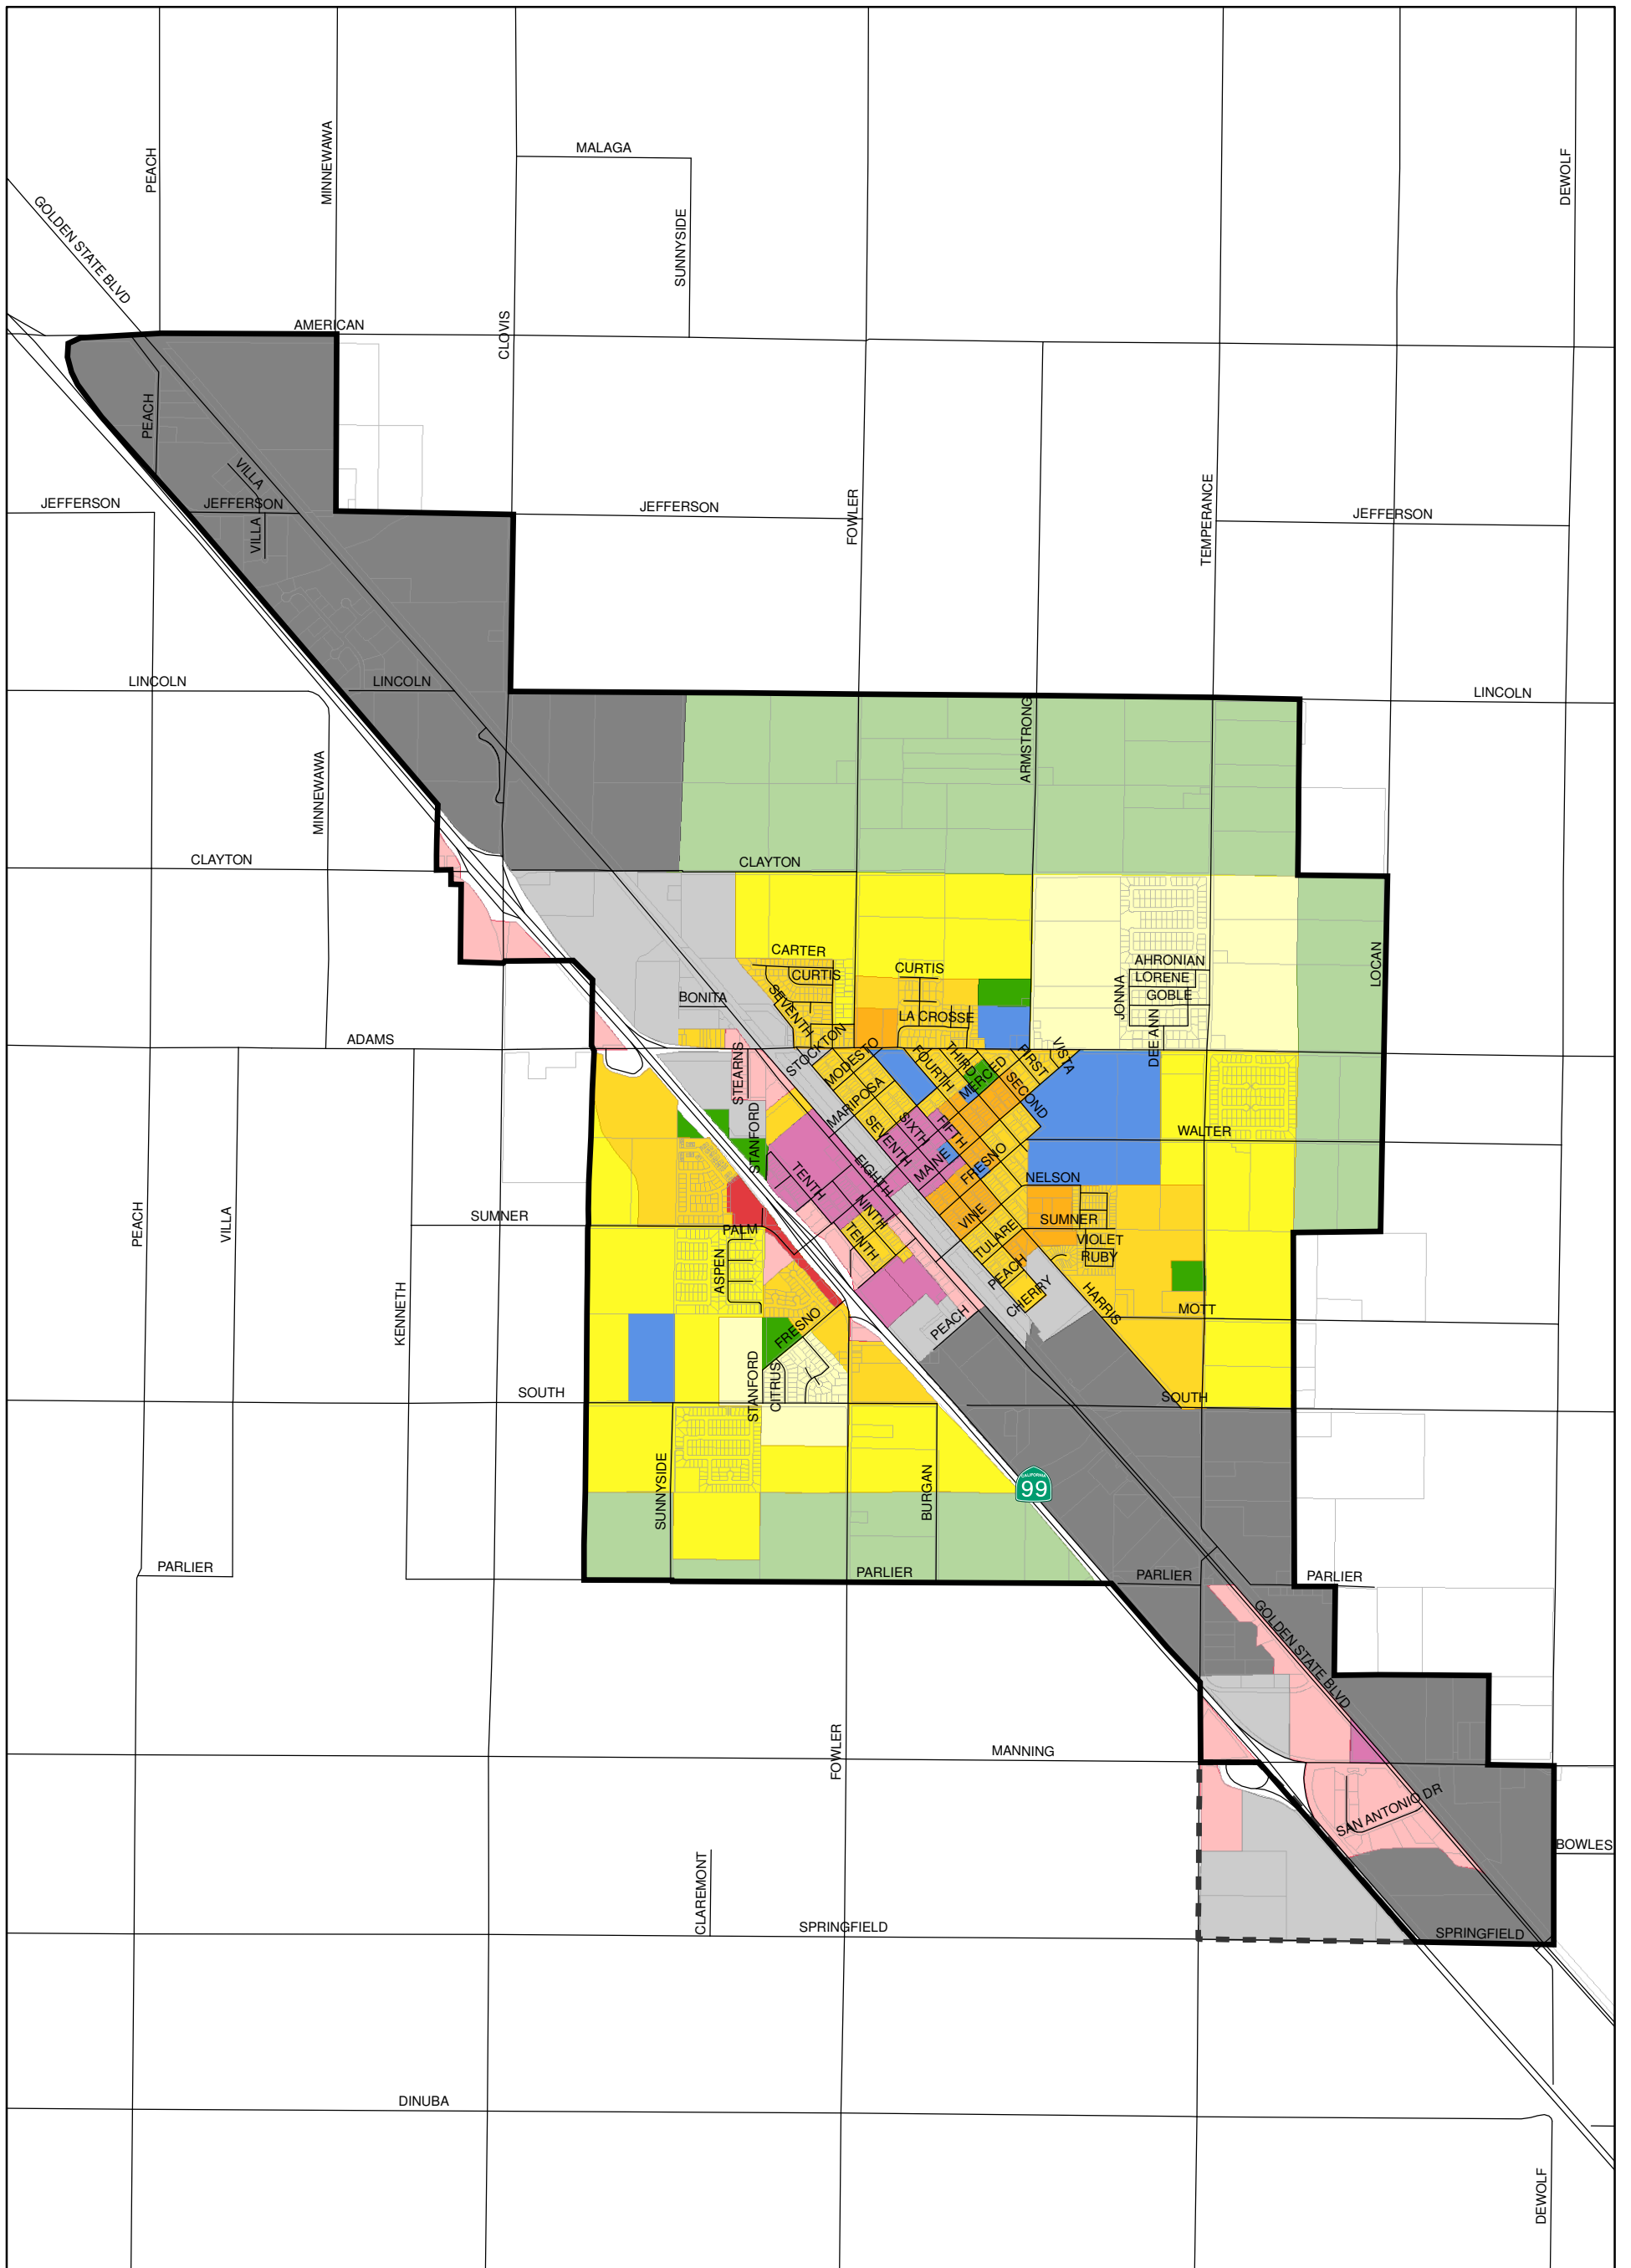 MALAGA
PEACH
MINNEWAWA
DEWOLF
SUNNYSIDE
GOLDEN STATE BLVD
CLOVIS
AMERICAN
PEACH
VILLA
JEFFERSON
JEFFERSON
VILLA
JEFFERSON
FOWLER
TEMPERANCE
JEFFERSON
LINCOLN
LINCOLN
LINCOLN
ARMSTRONG
MINNEWAWA
CLAYTON
CLAYTON
CARTER
CURTIS
CURTIS
AHRONIAN
LORENE
GOBLE
JONNA
LOCAN
BONITA
SEVENTH
LA CROSSE
ADAMS
STOCKTON
MODESTO
FOURTH
THIRD
MERCED
FIRST
VISTA
DEE ANN
STEARNS
SECOND
MARIPOSA
STANFORD
SEVENTH
SIXTH
FIFTH
WALTER
MAINE
FRESNO
EIGHTH
TENTH
NELSON
NINTH
VINE
SUMNER
SUMNER
PEACH
VILLA
PALM
TENTH
TULARE
VIOLET
RUBY
ASPEN
PEACH
CHERRY
HARRIS
MOTT
KENNETH
FRESNO
PEACH
STANFORD
CITRUS
SOUTH
SOUTH
SUNNYSIDE
BURGAN
CALIFORNIA
99
PARLIER
PARLIER
PARLIER
PARLIER
GOLDEN STATE BLVD
FOWLER
MANNING
SAN ANTONIO DR
BOWLES
CLAREMONT
SPRINGFIELD
SPRINGFIELD
DINUBA
DEWOLF